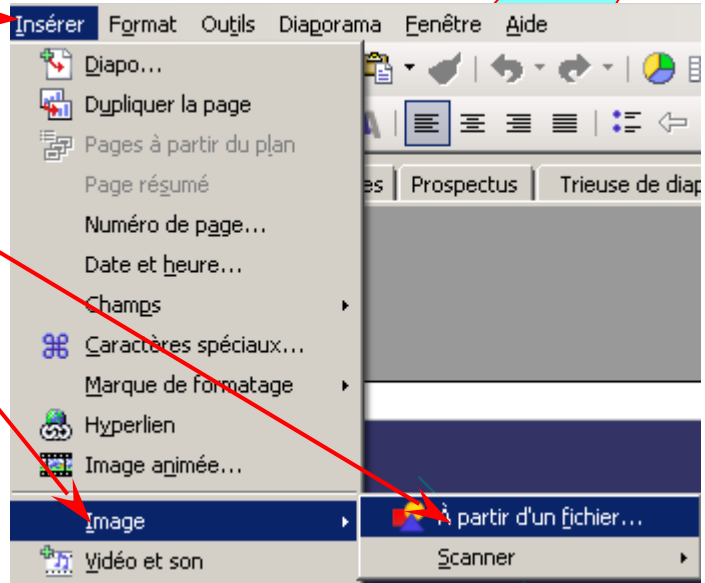 Insérer Format Outils Diaporama Fenêtre Aide
Diapo...
Dupliquer la page
Pages à partir du plan
Page résumé
Prospectus Trieuse de diap
Numéro de page...
Date et heure...
Champs
Caractères spéciaux...
Marque de formatage
Hyperlien
Image animée...
Image
À partir d'un fichier...
Vidéo et son
Scanner